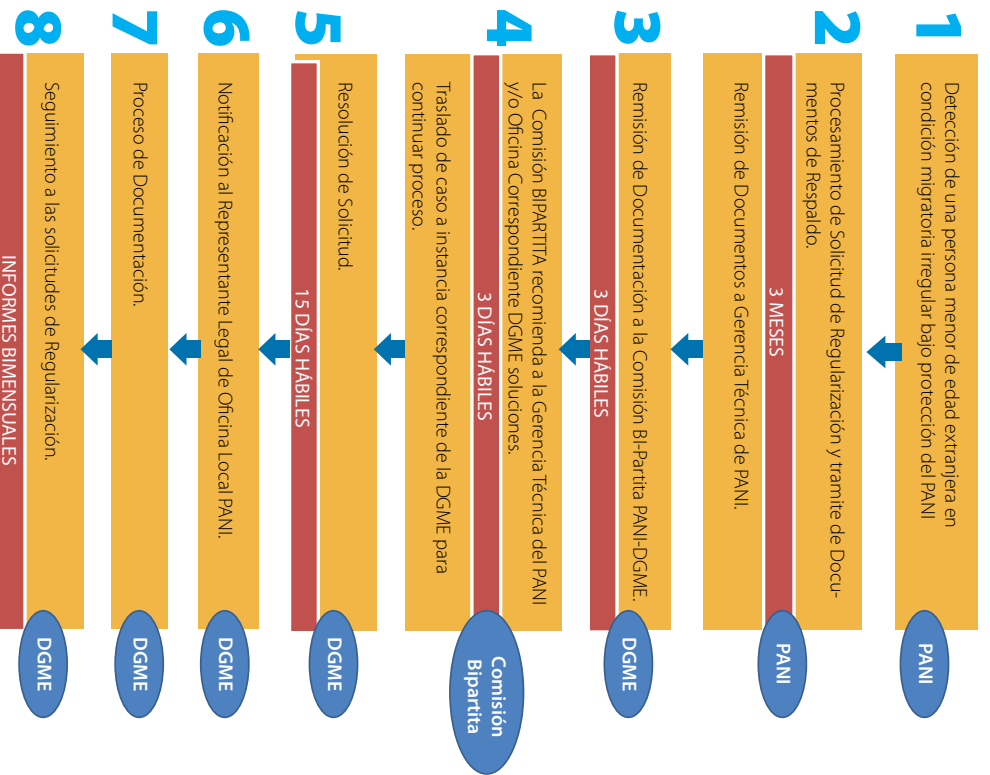 1
Detección de una persona menor de edad extranjera en
condición migratoria irregular bajo protección del PANI
PANI
2
Procesamiento de Solicitud de Regularización y tramite de Docu-
mentos de Respaldo.
3 MESES
Remisión de Documentos a Gerencia Técnica de PANI.
PANI
3
Remisión de Documentación a la Comisión BI-Partita PANI-DGME.
3 DÍAS HÁBILES
DGME
4
La Comisión BIPARTITA recomienda a la Gerencia Técnica del PANI
y/o Oficina Correspondiente DGME soluciones.
3 DÍAS HÁBILES
Traslado de caso a instancia correspondiente de la DGME para
continuar proceso.
Comisión
Bipartita
5
Resolución de Solicitud.
15 DÍAS HÁBILES
DGME
6
Notificación al Representante Legal de Oficina Local PANI.
DGME
7
Proceso de Documentación.
DGME
8
Seguimiento a las solicitudes de Regularización.
INFORMES BIMENSUALES
DGME